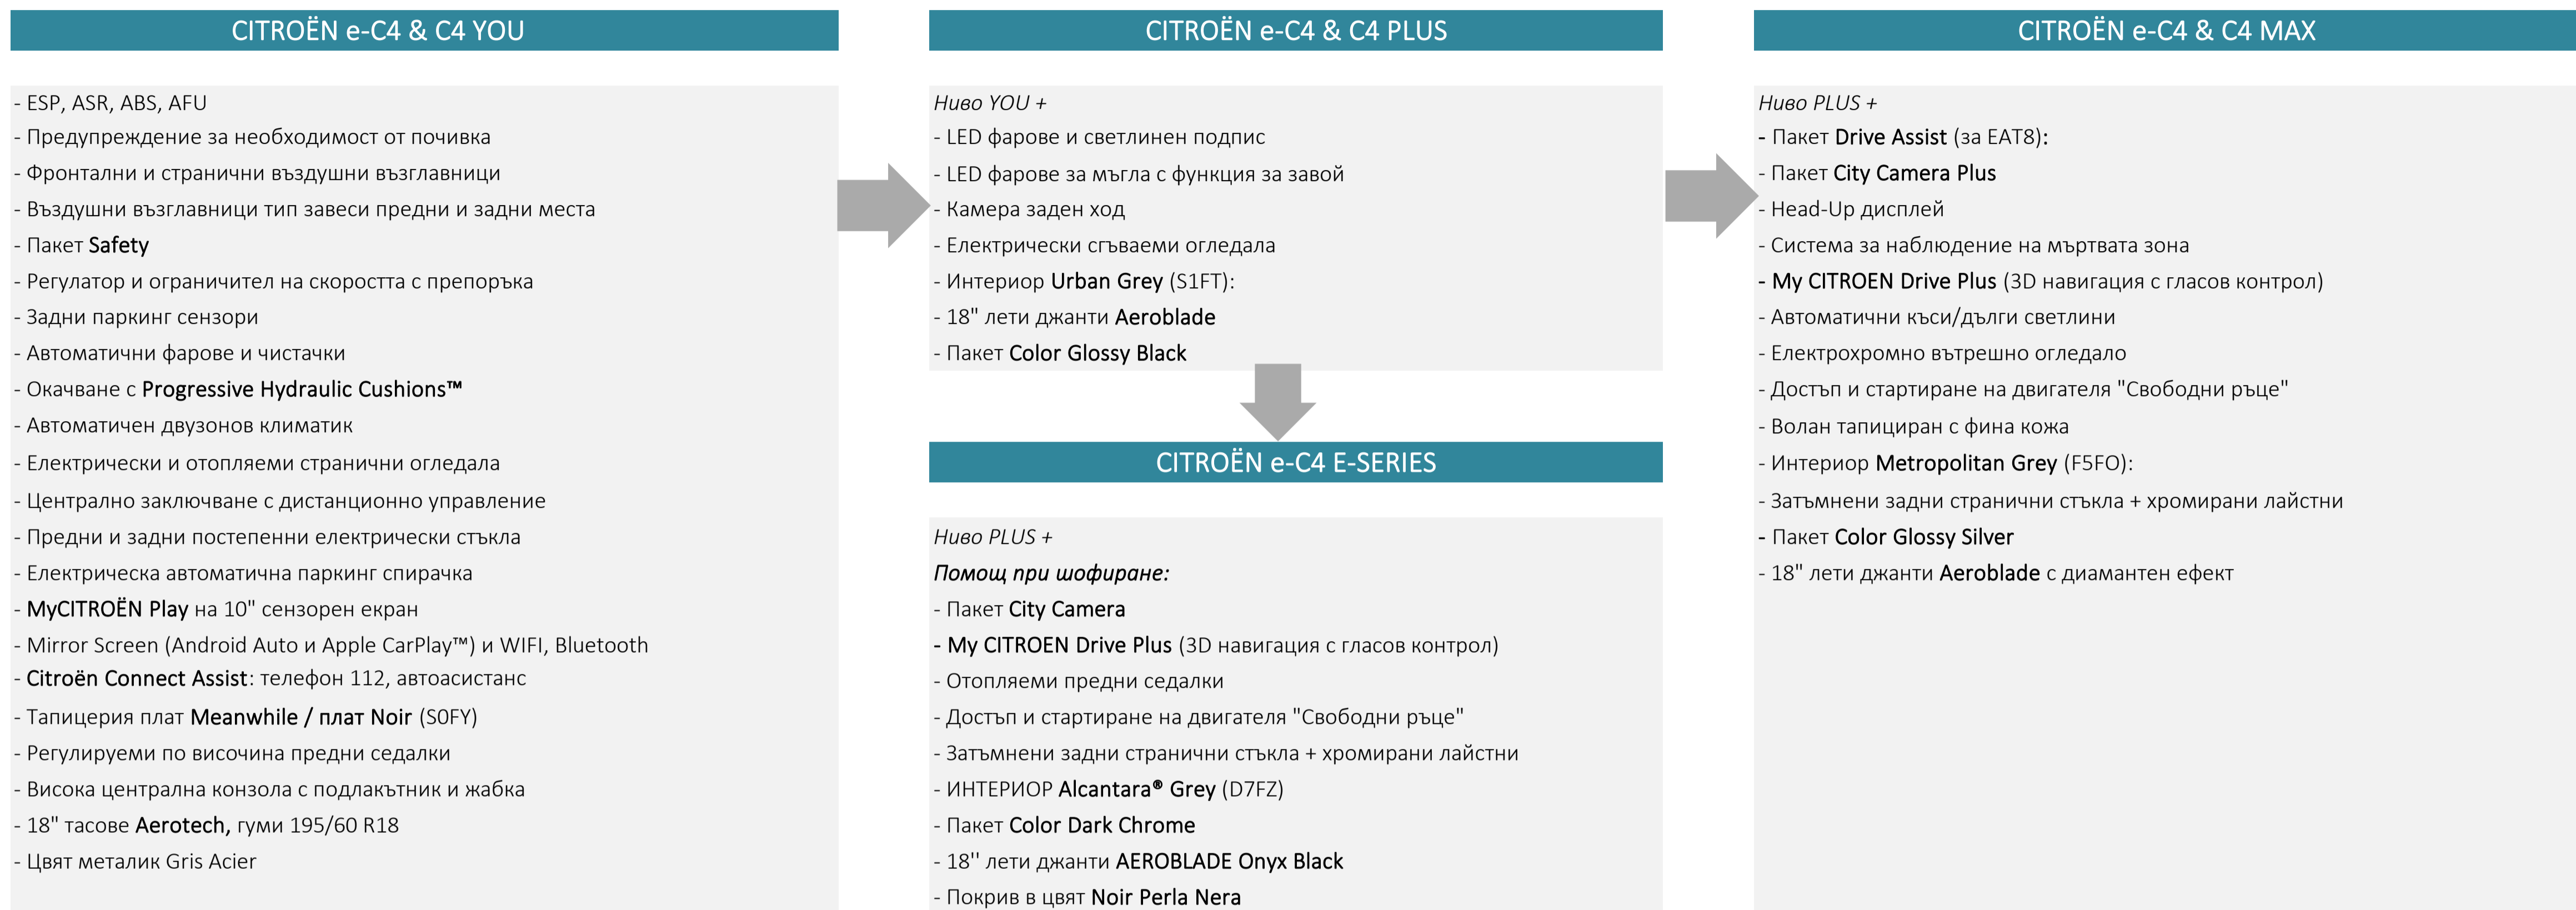 CITROËN e-C4 & C4 YOU
- ESP, ASR, ABS, AFU
- Предупреждение за необходимост от почивка
- Фронтални и странични въздушни възглавници
- Въздушни възглавници тип завеси предни и задни места
- Пакет Safety
- Регулатор и ограничител на скоростта с препоръка
- Задни паркинг сензори
- Автоматични фарове и чистачки
- Окачване с Progressive Hydraulic Cushions™
- Автоматичен двузонов климатик
- Електрически и отопляеми странични огледала
- Централно заключване с дистанционно управление
- Предни и задни постепенни електрически стъкла
- Електрическа автоматична паркинг спирачка
- MyCITROËN Play на 10" сензорен екран
- Mirror Screen (Android Auto и Apple CarPlay™) и WIFI, Bluetooth
- Citroën Connect Assist: телефон 112, автоасистанс
- Тапицерия плат Meanwhile / плат Noir (S0FY)
- Регулируеми по височина предни седалки
- Висока централна конзола с подлакътник и жабка
- 18" тасове Aerotech, гуми 195/60 R18
- Цвят металик Gris Acier
CITROËN e-C4 & C4 PLUS
Ниво YOU +
- LED фарове и светлинен подпис
- LED фарове за мъгла с функция за завой
- Камера заден ход
- Електрически сгъваеми огледала
- Интериор Urban Grey (S1FT):
- 18" лети джанти Aeroblade
- Пакет Color Glossy Black
CITROËN e-C4 E-SERIES
Ниво PLUS +
Помощ при шофиране:
- Пакет City Camera
- My CITROEN Drive Plus (3D навигация с гласов контрол)
- Отопляеми предни седалки
- Достъп и стартиране на двигателя "Свободни ръце"
- Затъмнени задни странични стъкла + хромирани лайстни
- ИНТЕРИОР Alcantara® Grey (D7FZ)
- Пакет Color Dark Chrome
- 18'' лети джанти AEROBLADE Onyx Black
- Покрив в цвят Noir Perla Nera
CITROËN e-C4 & C4 MAX
Ниво PLUS +
- Пакет Drive Assist (за EAT8):
- Пакет City Camera Plus
- Head-Up дисплей
- Система за наблюдение на мъртвата зона
- My CITROEN Drive Plus (3D навигация с гласов контрол)
- Автоматични къси/дълги светлини
- Електрохромно вътрешно огледало
- Достъп и стартиране на двигателя "Свободни ръце"
- Волан тапициран с фина кожа
- Интериор Metropolitan Grey (F5FO):
- Затъмнени задни странични стъкла + хромирани лайстни
- Пакет Color Glossy Silver
- 18" лети джанти Aeroblade с диамантен ефект